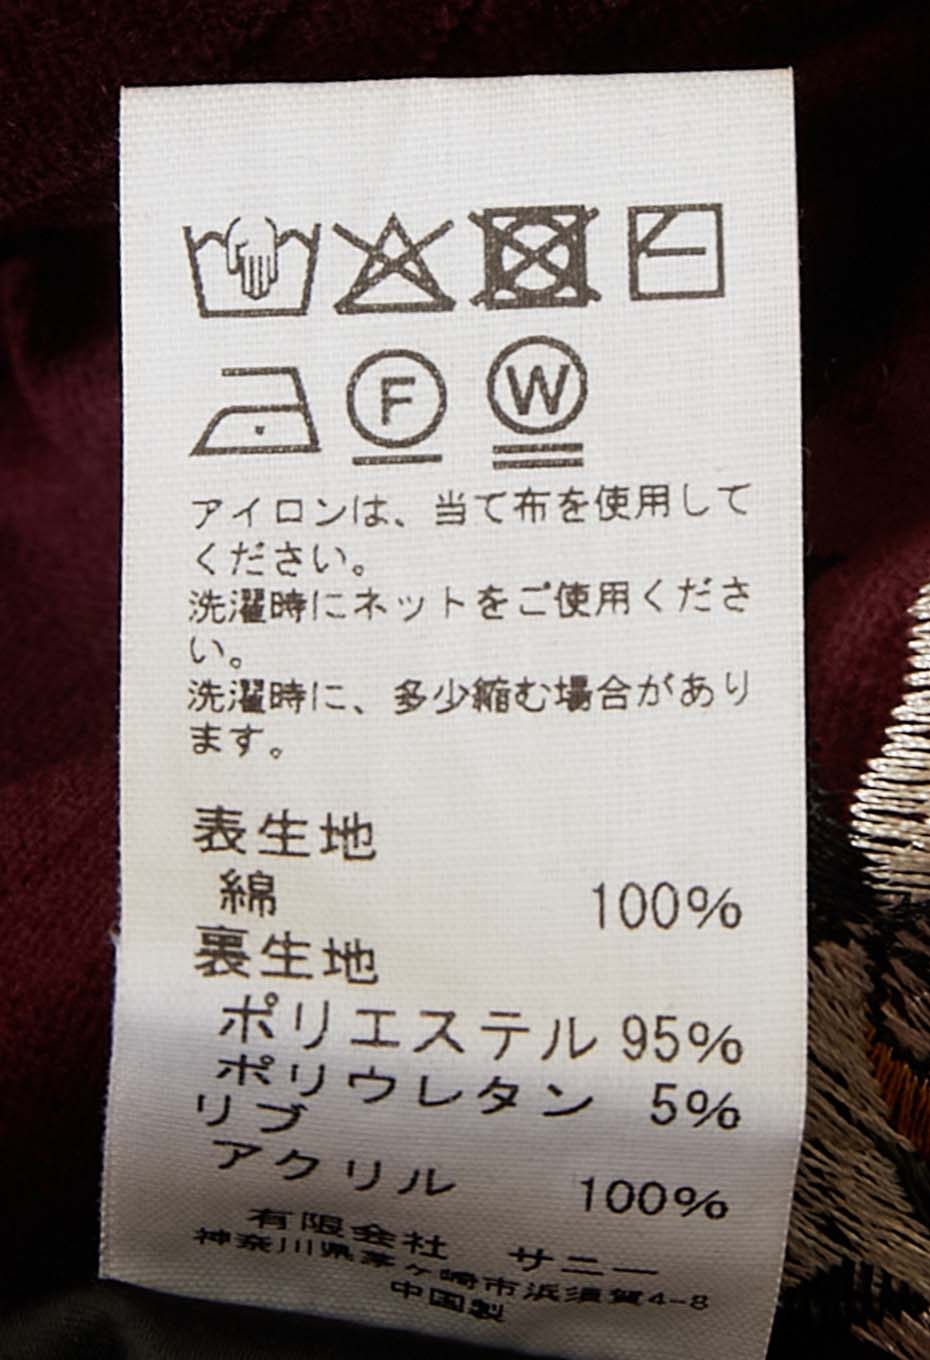 F W
アイロンは、当て布を使用して
ください。
洗濯時にネットをご使用くださ
い。
洗濯時に、多少縮む場合があり
ます。
表生地
綿 100%
裏生地
ポリエステル 95%
ポリウレタン 5%
リブ
アクリル 100%
有限会社 サニー
神奈川県茅ヶ崎市浜須賀4-8
中国製